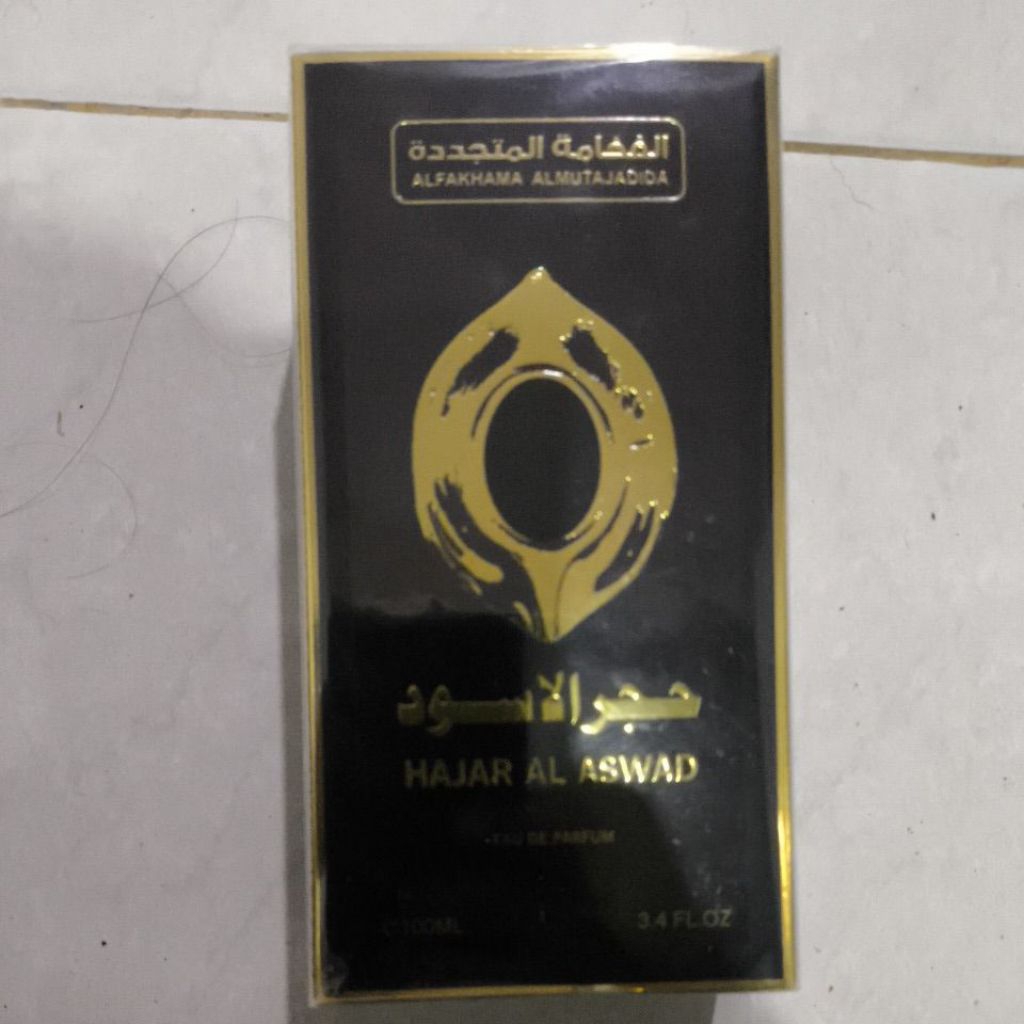 الفخامة المتجددة
ALFAKHAMA ALMUTAJADIDA
حجر الاسود
HAJAR AL ASWAD
EAU DE PARFUM
100ML
3.4 FL.OZ